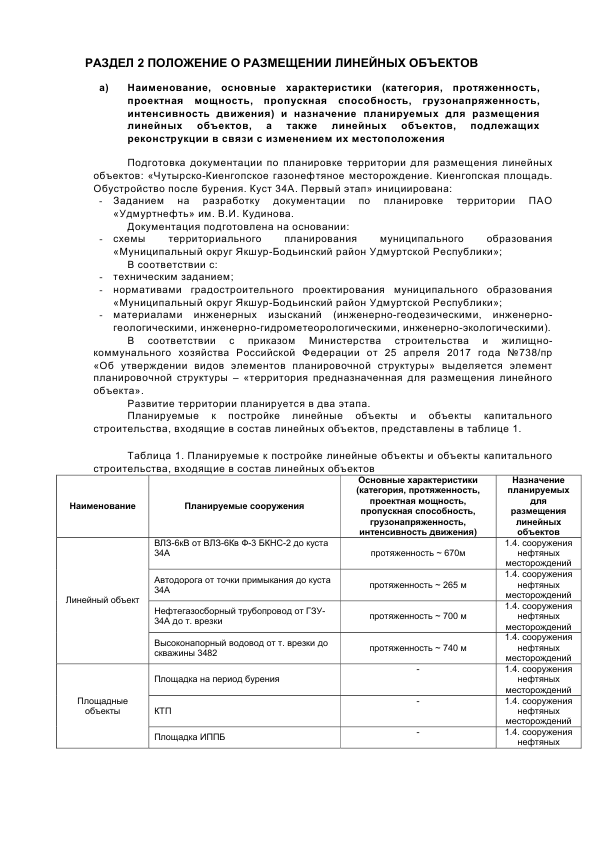 РАЗДЕЛ 2 ПОЛОЖЕНИЕ О РАЗМЕЩЕНИИ ЛИНЕЙНЫХ ОБЪЕКТОВ
а) Наименование, основные характеристики (категория, протяженность,
проектная мощность, пропускная способность, грузонапряженность,
интенсивность движения) и назначение планируемых для размещения
линейных объектов, а также линейных объектов, подлежащих
реконструкции в связи с изменением их местоположения
Подготовка документации по планировке территории для размещения линейных
объектов: «Чутырско-Киенгопское газонефтяное месторождение. Киенгопская площадь.
Обустройство после бурения. Куст 34А. Первый этап» инициирована:
- Заданием на разработку документации по планировке территории ПАО
«Удмуртнефть» им. В.И. Кудинова.
Документация подготовлена на основании:
- схемы территориального планирования муниципального образования
«Муниципальный округ Якшур-Бодьинский район Удмуртской Республики»;
В соответствии с:
- техническим заданием;
- нормативами градостроительного проектирования муниципального образования
«Муниципальный округ Якшур-Бодьинский район Удмуртской Республики»;
- материалами инженерных изысканий (инженерно-геодезическими, инженерно-
геологическими, инженерно-гидрометеорологическими, инженерно-экологическими).
В соответствии с приказом Министерства строительства и жилищно-
коммунального хозяйства Российской Федерации от 25 апреля 2017 года №738/пр
«Об утверждении видов элементов планировочной структуры» выделяется элемент
планировочной структуры – «территория предназначенная для размещения линейного
объекта».
Развитие территории планируется в два этапа.
Планируемые к постройке линейные объекты и объекты капитального
строительства, входящие в состав линейных объектов, представлены в таблице 1.
Таблица 1. Планируемые к постройке линейные объекты и объекты капитального
строительства, входящие в состав линейных объектов
Наименование
Планируемые сооружения
Основные характеристики
(категория, протяженность,
проектная мощность,
пропускная способность,
грузонапряженность,
интенсивность движения)
Назначение
планируемых
для
размещения
линейных
объектов
Линейный объект
ВЛЗ-6кВ от ВЛЗ-6Кв Ф-3 БКНС-2 до куста
34А
протяженность ~ 670м
1.4. сооружения
нефтяных
месторождений
Автодорога от точки примыкания до куста
34А
протяженность ~ 265 м
1.4. сооружения
нефтяных
месторождений
Нефтегазосборный трубопровод от ГЗУ-
34А до т. врезки
протяженность ~ 700 м
1.4. сооружения
нефтяных
месторождений
Высоконапорный водовод от т. врезки до
скважины 3482
протяженность ~ 740 м
1.4. сооружения
нефтяных
месторождений
Площадные
объекты
Площадка на период бурения
-
1.4. сооружения
нефтяных
месторождений
КТП
-
1.4. сооружения
нефтяных
месторождений
Площадка ИППБ
-
1.4. сооружения
нефтяных